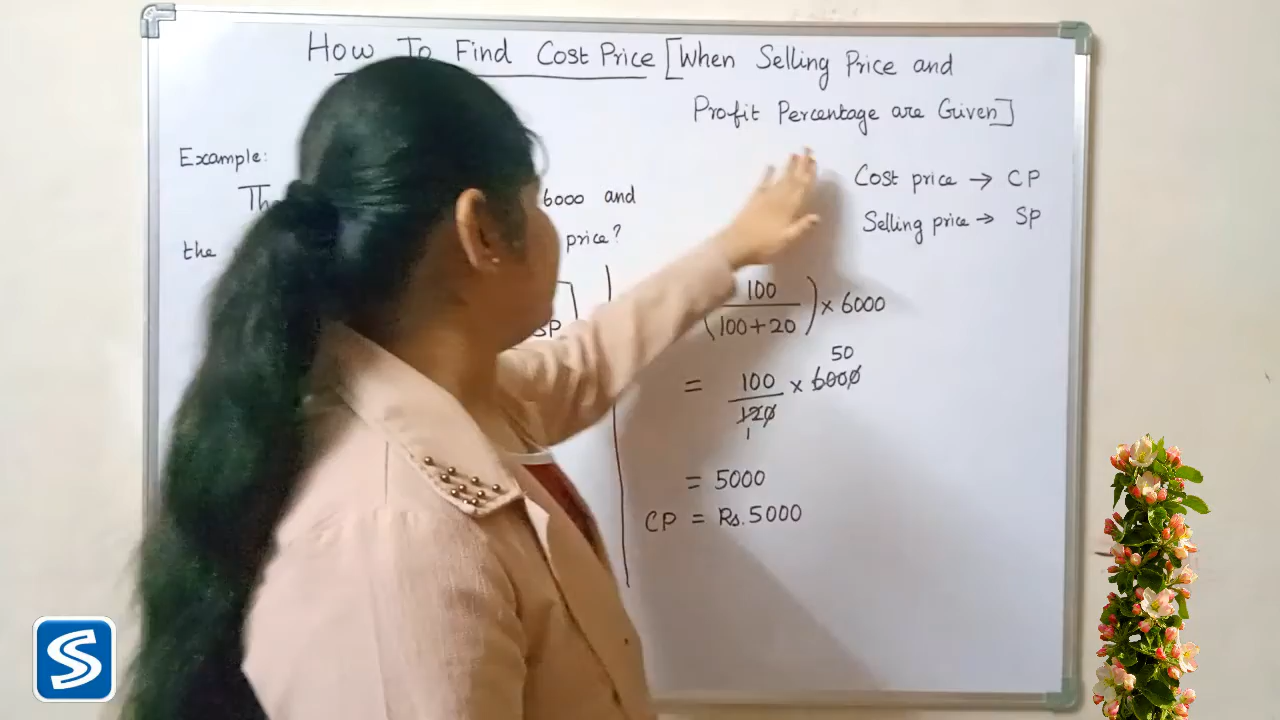 How To Find Cost Price [When Selling Price and
Profit Percentage are Given]
Example:
6000 and
the price?
Cost price → CP
Selling price → SP
SP
(100/(100+20)) × 6000
50
= 100/120 × 6000
1
= 5000
CP = Rs. 5000
S